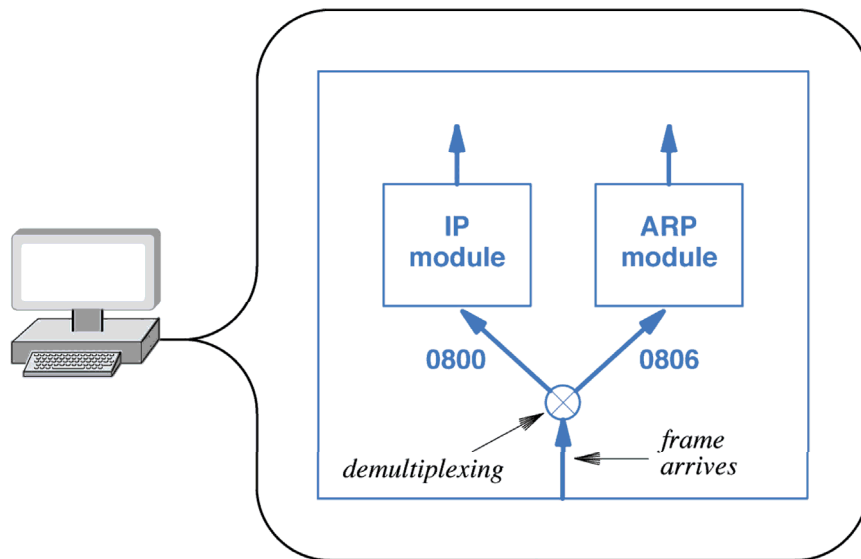 IP
module
ARP
module
0800
0806
demultiplexing
frame
arrives